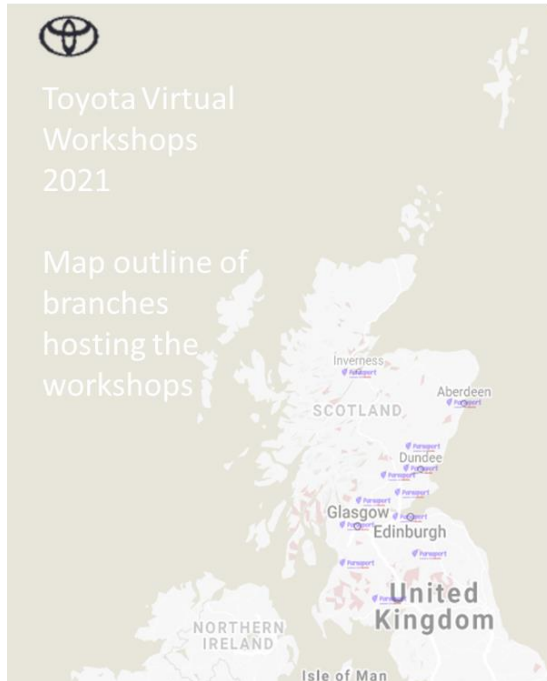 Toyota Virtual
Workshops
2021
Map outline of
branches
hosting the
workshops
Inverness
Aberdeen
SCOTLAND
Dundee
Glasgow
Edinburgh
United
Kingdom
NORTHERN
IRELAND
Isle of Man